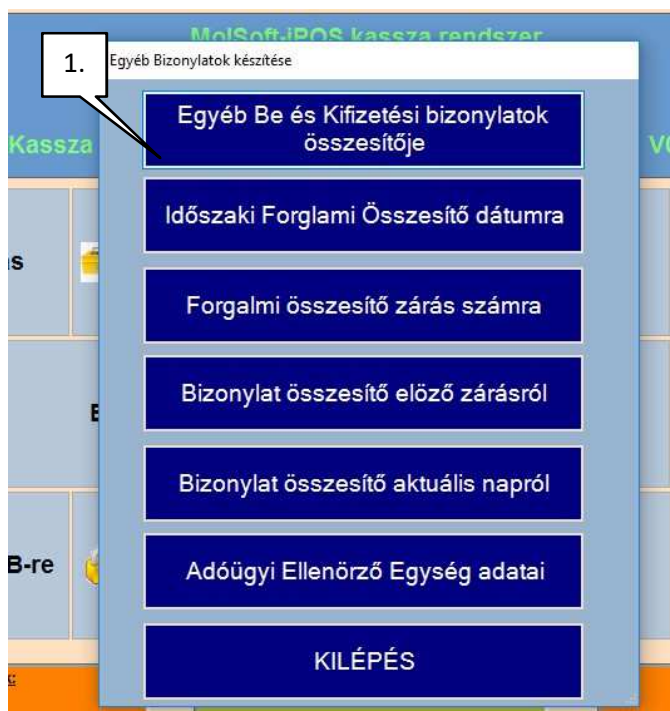 MolSoft-iPOS kassza rendszer
1.
Egyéb Bizonylatok készítése
Egyéb Be és Kifizetési bizonylatok
összesítője
Kassza
Időszaki Forglami Összesítő dátumra
Forgalmi összesítő zárás számra
Bizonylat összesítő elöző zárásról
Bizonylat összesítő aktuális napról
Adóügyi Ellenörző Egység adatai
B-re
KILÉPÉS